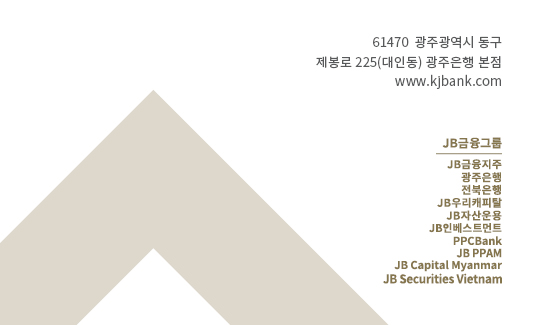 61470 광주광역시 동구
제봉로 225(대인동) 광주은행 본점
www.kjbank.com
JB금융그룹
JB금융지주
광주은행
전북은행
JB우리캐피탈
JB자산운용
JB인베스트먼트
PPCBank
JB PPAM
JB Capital Myanmar
JB Securities Vietnam